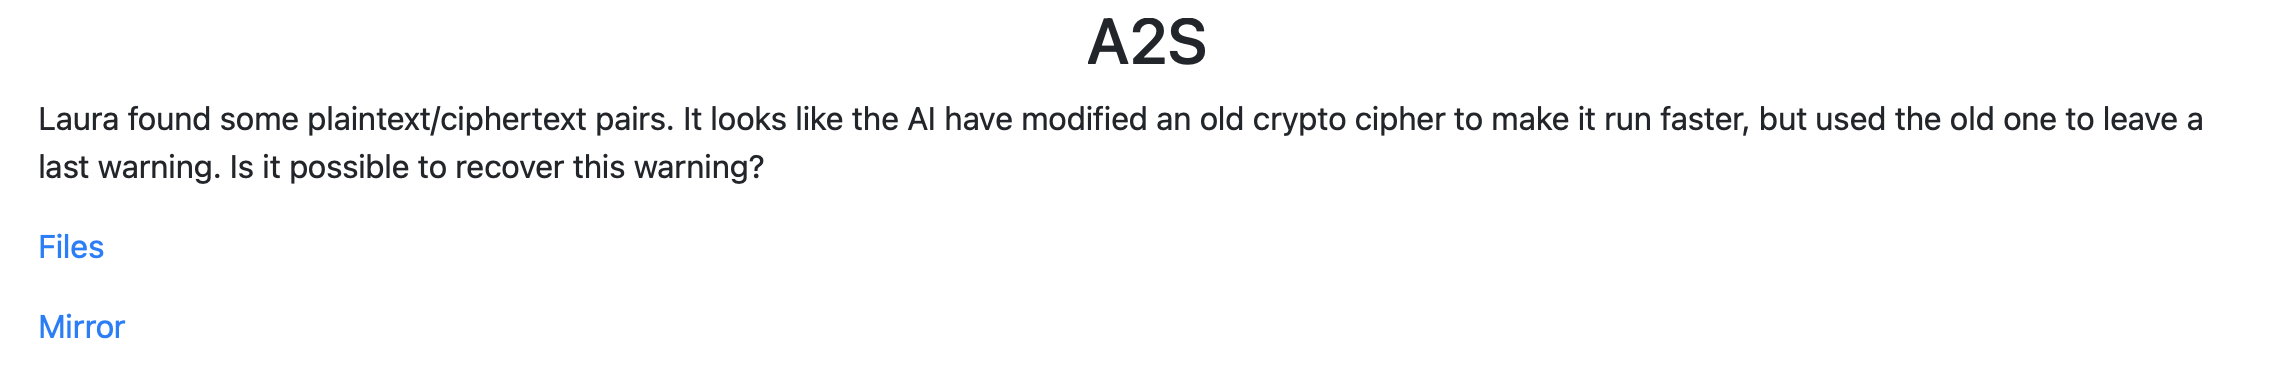 A2S
Laura found some plaintext/ciphertext pairs. It looks like the AI have modified an old crypto cipher to make it run faster, but used the old one to leave a
last warning. Is it possible to recover this warning?
Files
Mirror